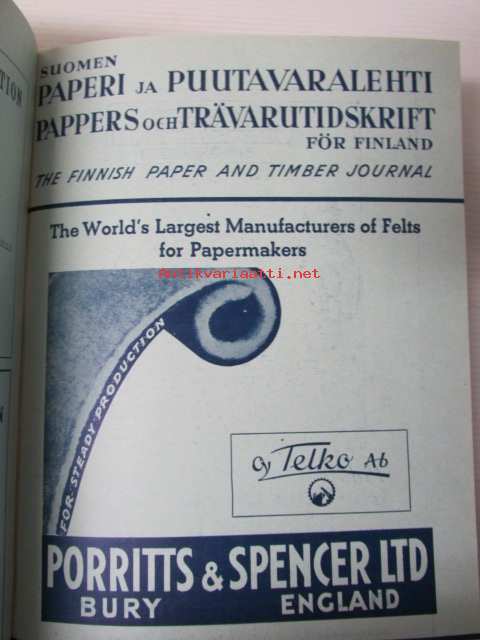 SUOMEN
PAPERI JA PUUTAVARALEHTI
PAPPERS OCH TRÄVARUTIDSKRIFT
FÖR FINLAND
THE FINNISH PAPER AND TIMBER JOURNAL
The World's Largest Manufacturers of Felts
for Papermakers
Antikvariaatti.net
FOR STEADY PRODUCTION
Oy Telko Ab
PORRITTS & SPENCER LTD
BURY ENGLAND